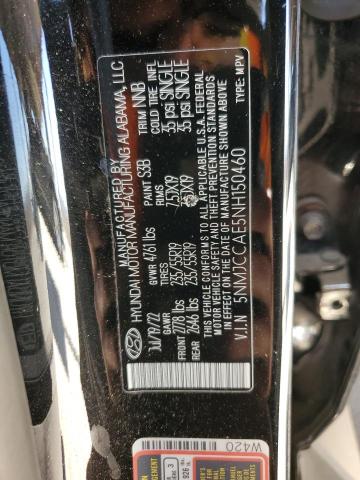 MANUFACTURED BY
HYUNDAI MOTOR MANUFACTURING ALABAMA, LLC
Jul/19/22 GVWR 4761 lbs PAINT S3B TRIM NNB
RIMS COLD TIRE INFL
FRONT 2778 lbs 235/55R19 7.5JX19 35 psi SINGLE
REAR 2646 lbs 235/55R19 7.5JX19 35 psi SINGLE
THIS VEHICLE CONFORMS TO ALL APPLICABLE U.S.A. FEDERAL
MOTOR VEHICLE SAFETY AND THEFT PREVENTION STANDARDS
IN EFFECT ON THE DATE OF MANUFACTURE SHOWN ABOVE
V.I.N 5NMJCCAE5NH150460 TYPE: MPV
W420
926